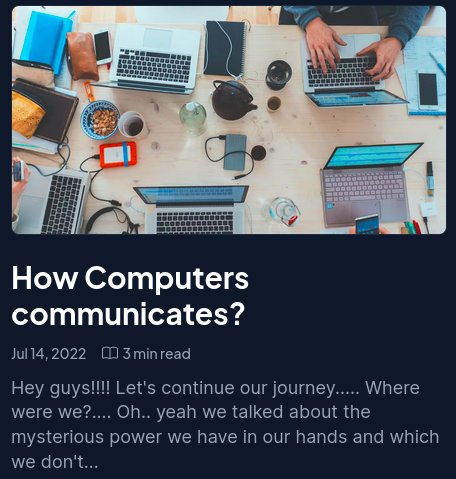 How Computers
communicates?
Jul 14, 2022 3 min read
Hey guys!!!! Let's continue our journey..... Where
were we?.... Oh.. yeah we talked about the
mysterious power we have in our hands and which
we don't...